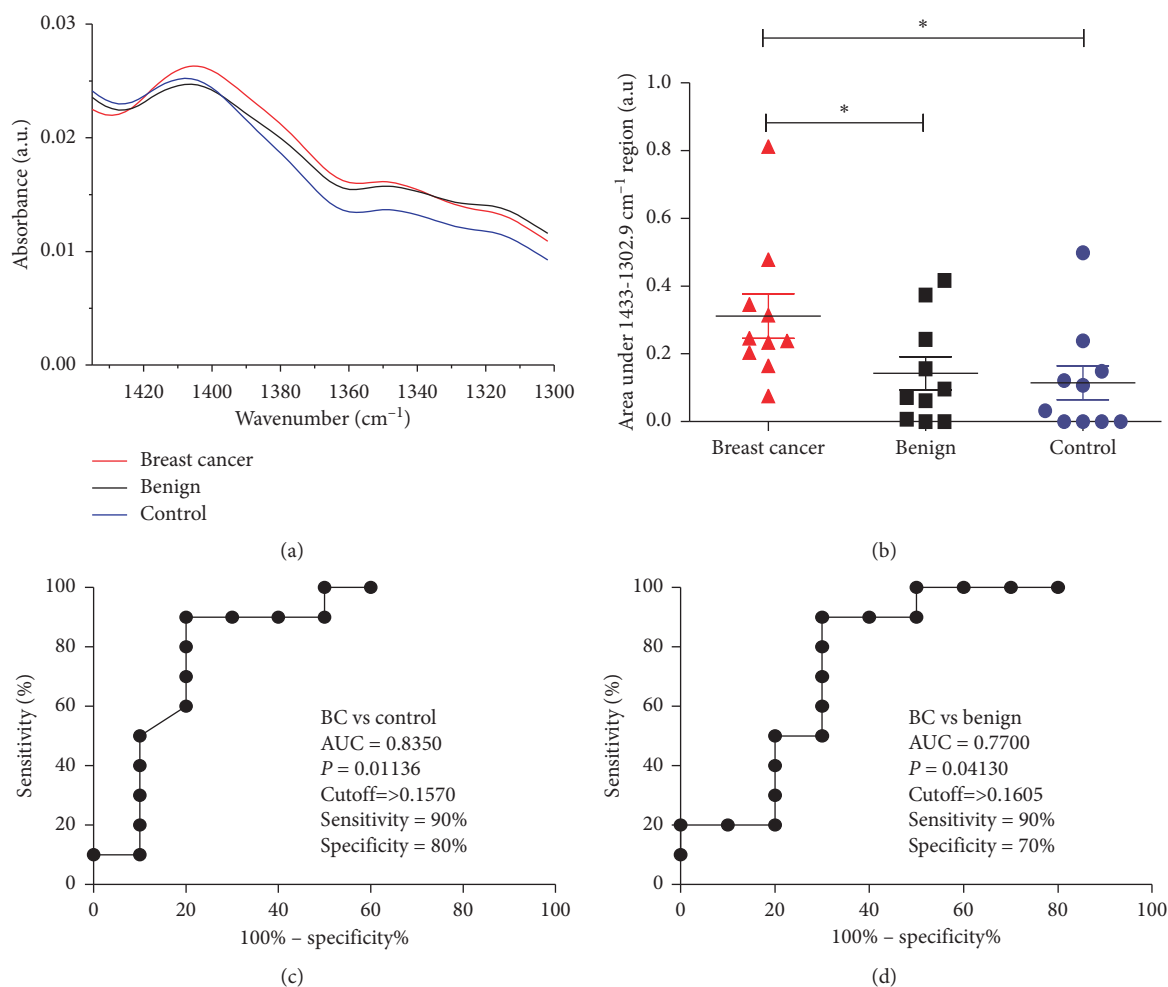 0.03
0.02
0.01
0.00
Absorbance (a.u.)
1420
1400
1380
1360
1340
1320
1300
Wavenumber (cm⁻¹)
Breast cancer
Benign
Control
(a)
*
*
1.0
0.8
0.6
0.4
0.2
0.0
Area under 1433-1302.9 cm⁻¹ region (a.u)
Breast cancer
Benign
Control
(b)
100
80
60
40
20
0
Sensitivity (%)
BC vs control
AUC = 0.8350
P = 0.01136
Cutoff=>0.1570
Sensitivity = 90%
Specificity = 80%
0
20
40
60
80
100
100% – specificity%
(c)
100
80
60
40
20
0
Sensitivity (%)
BC vs benign
AUC = 0.7700
P = 0.04130
Cutoff=>0.1605
Sensitivity = 90%
Specificity = 70%
0
20
40
60
80
100
100% – specificity%
(d)